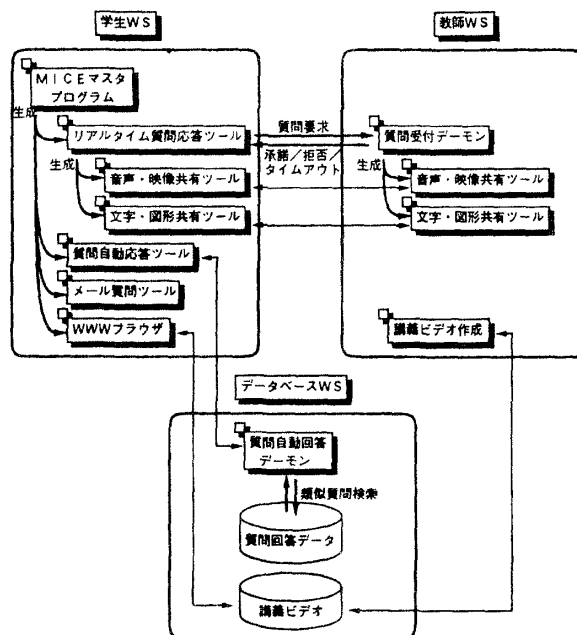 学生WS
教師WS
MICEマスタ
プログラム
生成
リアルタイム質問応答ツール
質問要求
承諾/拒否/
タイムアウト
質問受付デーモン
生成
音声・映像共有ツール
文字・図形共有ツール
生成
音声・映像共有ツール
文字・図形共有ツール
質問自動応答ツール
メール質問ツール
WWWブラウザ
講義ビデオ作成
データベースWS
質問自動回答
デーモン
類似質問検索
質問回答データ
講義ビデオ